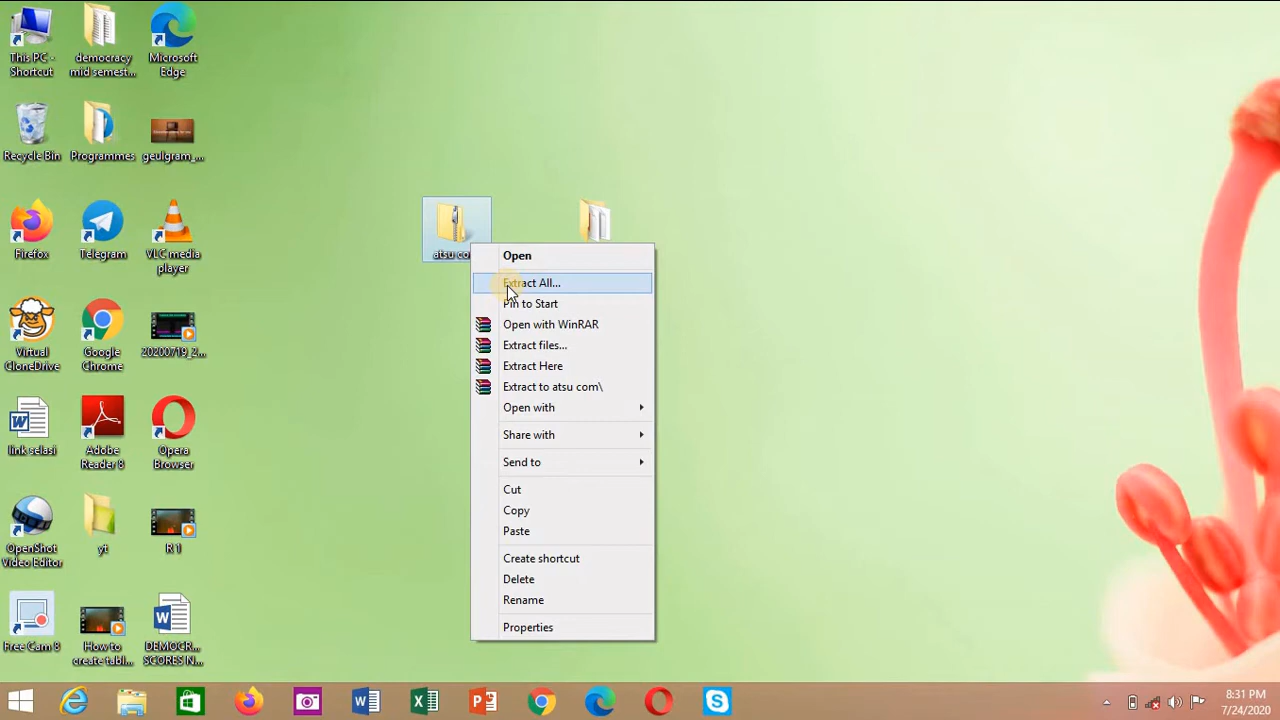 This PC -
Shortcut
democracy
mid semest...
Microsoft
Edge
Recycle Bin
Programmes
geulgram_...
Firefox
Telegram
VLC media
player
Virtual
CloneDrive
Google
Chrome
20200719_2...
link selasi
Adobe
Reader 8
Opera
Browser
OpenShot
Video Editor
yt
R 1
Free Cam 8
How to
create tabl...
DEMOCR...
SCORES N...
atsu co
Open
Extract All...
Pin to Start
Open with WinRAR
Extract files...
Extract Here
Extract to atsu com\
Open with
Share with
Send to
Cut
Copy
Paste
Create shortcut
Delete
Rename
Properties
8:31 PM
7/24/2020